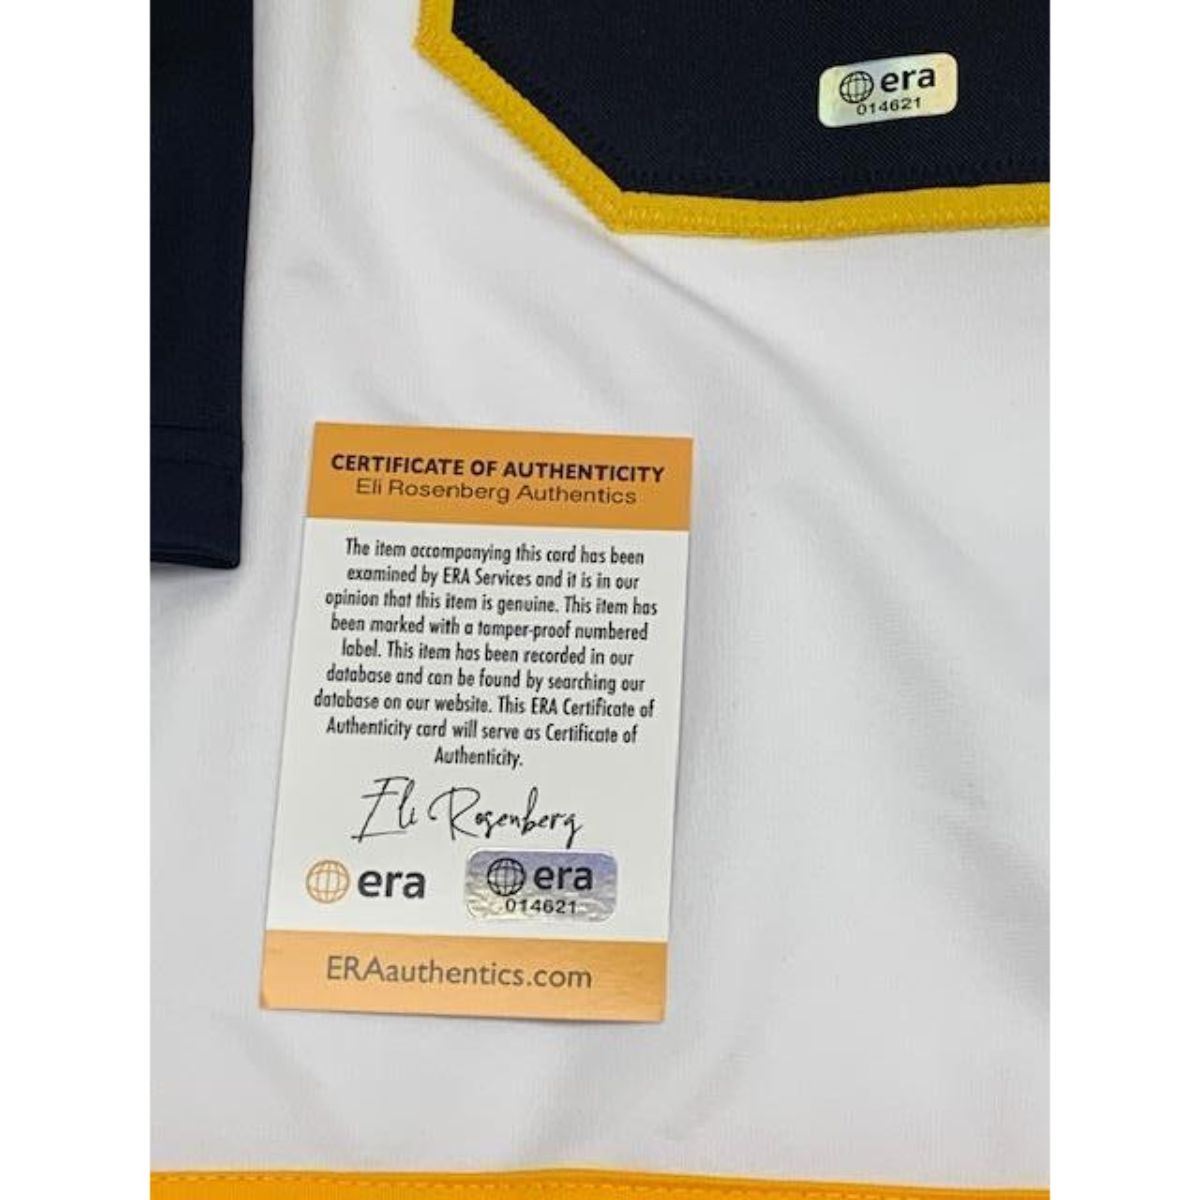 era
014621
CERTIFICATE OF AUTHENTICITY
Eli Rosenberg Authentics
The item accompanying this card has been
examined by ERA Services and it is in our
opinion that this item is genuine. This item has
been marked with a tamper-proof numbered
label. This item has been recorded in our
database and can be found by searching our
database on our website. This ERA Certificate of
Authenticity card will serve as Certificate of
Authenticity.
Eli Rosenberg
era
era
014621
ERAauthentics.com